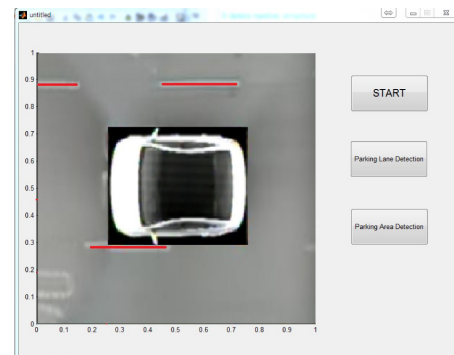 untitled
START
Parking Lane Detection
Parking Area Detection
1
0.9
0.8
0.7
0.6
0.5
0.4
0.3
0.2
0.1
0
0 0.1 0.2 0.3 0.4 0.5 0.6 0.7 0.8 0.9 1